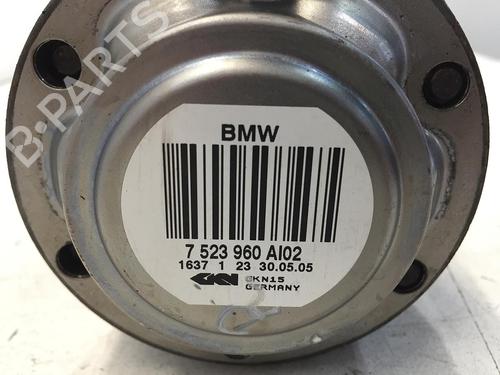 B-PARTS
BMW
7 523 960 AI02
1637 1 23 30.05.05
GKN15
GERMANY